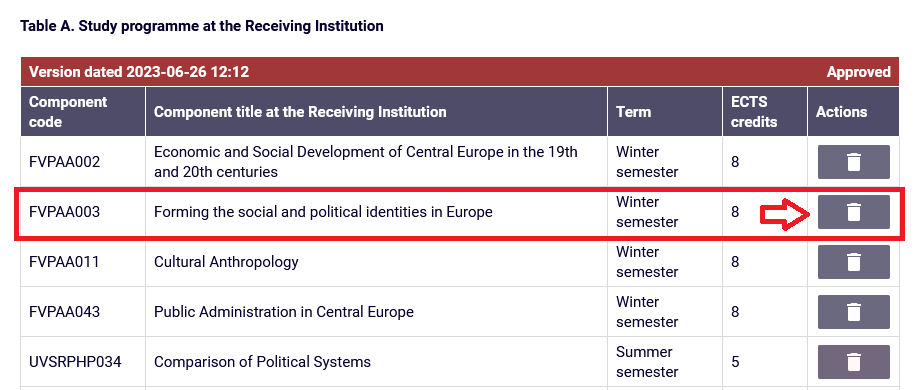 Table A. Study programme at the Receiving Institution
Version dated 2023-06-26 12:12 Approved
Component code Component title at the Receiving Institution Term ECTS credits Actions
FVPAA002 Economic and Social Development of Central Europe in the 19th and 20th centuries Winter semester 8
FVPAA003 Forming the social and political identities in Europe Winter semester 8
FVPAA011 Cultural Anthropology Winter semester 8
FVPAA043 Public Administration in Central Europe Winter semester 8
UVSRPHP034 Comparison of Political Systems Summer semester 5